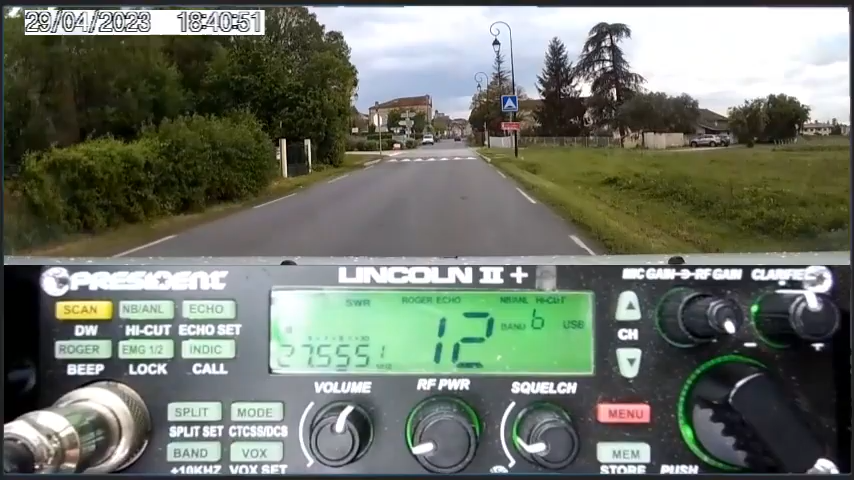 29/04/2023 18:40:51
PRESIDENT
LINCOLN II +
MIC GAIN RF GAIN CLARIFIER
SCAN NB/ANL ECHO
DW HI-CUT ECHO SET
ROGER EMG 1/2 INDIC
BEEP LOCK CALL
SWR ROGER ECHO NB/ANL HI-CUT
12 BAND b USB
27.555
CH
VOLUME RF PWR SQUELCH
SPLIT MODE
SPLIT SET CTCSS/DCS
BAND VOX
+10KHZ VOX SET
MENU
MEM
STORE PUSH